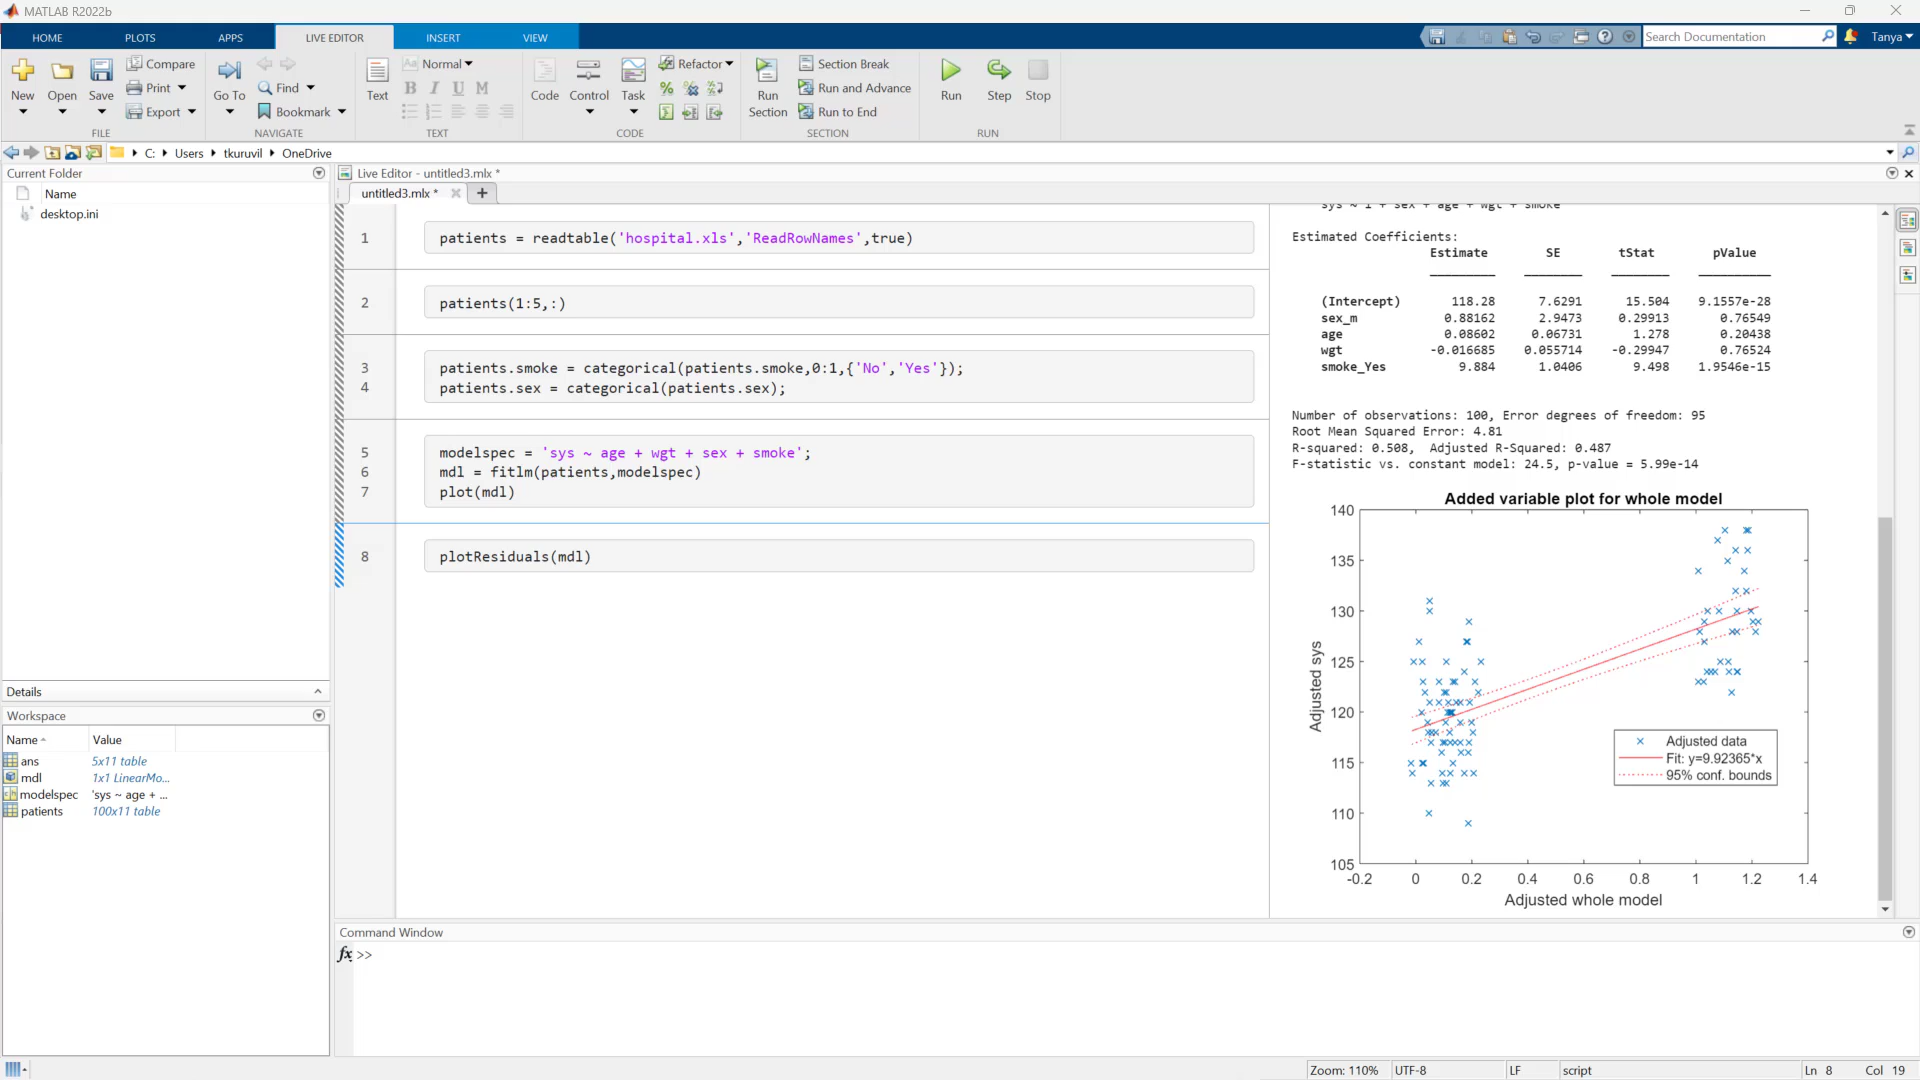 MATLAB R2022b
HOME PLOTS APPS LIVE EDITOR INSERT VIEW
Search Documentation
Tanya
New
Open
Save
Compare
Print
Export
FILE
Go To
Find
Bookmark
NAVIGATE
Text
Aa Normal
B I U M
TEXT
Code
Control
Task
Refactor
CODE
Run Section
Section Break
Run and Advance
Run to End
SECTION
Run
Step
Stop
RUN
C: Users tkuruvil OneDrive
Current Folder
Name
desktop.ini
Details
Workspace
Name Value
ans 5x11 table
mdl 1x1 LinearMo...
modelspec 'sys ~ age + ...
patients 100x11 table
Live Editor - untitled3.mlx *
untitled3.mlx *
1 patients = readtable('hospital.xls','ReadRowNames',true)
2 patients(1:5,:)
3 patients.smoke = categorical(patients.smoke,0:1,{'No','Yes'});
4 patients.sex = categorical(patients.sex);
5 modelspec = 'sys ~ age + wgt + sex + smoke';
6 mdl = fitlm(patients,modelspec)
7 plot(mdl)
8 plotResiduals(mdl)
sys ~ 1 + sex + age + wgt + smoke
Estimated Coefficients:
Estimate SE tStat pValue
(Intercept) 118.28 7.6291 15.504 9.1557e-28
sex_m 0.88162 2.9473 0.29913 0.76549
age 0.08602 0.06731 1.278 0.20438
wgt -0.016685 0.055714 -0.29947 0.76524
smoke_Yes 9.884 1.0406 9.498 1.9546e-15
Number of observations: 100, Error degrees of freedom: 95
Root Mean Squared Error: 4.81
R-squared: 0.508, Adjusted R-Squared: 0.487
F-statistic vs. constant model: 24.5, p-value = 5.99e-14
Added variable plot for whole model
140
135
130
125
120
115
110
105
Adjusted sys
Adjusted data
Fit: y=9.92365*x
95% conf. bounds
-0.2 0 0.2 0.4 0.6 0.8 1 1.2 1.4
Adjusted whole model
Command Window
fx >>
Zoom: 110% UTF-8 LF script Ln 8 Col 19